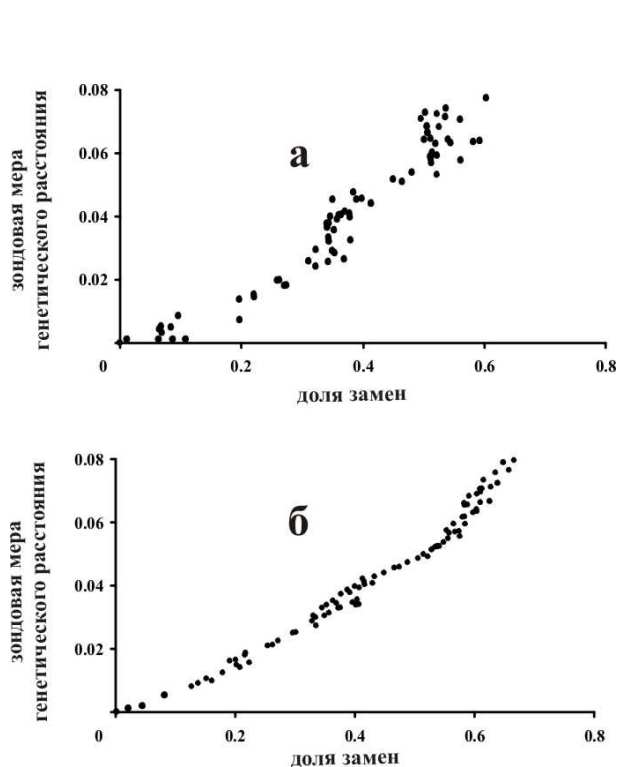 зондовая мера
генетического расстояния
0.08
0.06
0.04
0.02
а
0 0.2 0.4 0.6 0.8
доля замен
зондовая мера
генетического расстояния
0.08
0.06
0.04
0.02
б
0 0.2 0.4 0.6 0.8
доля замен